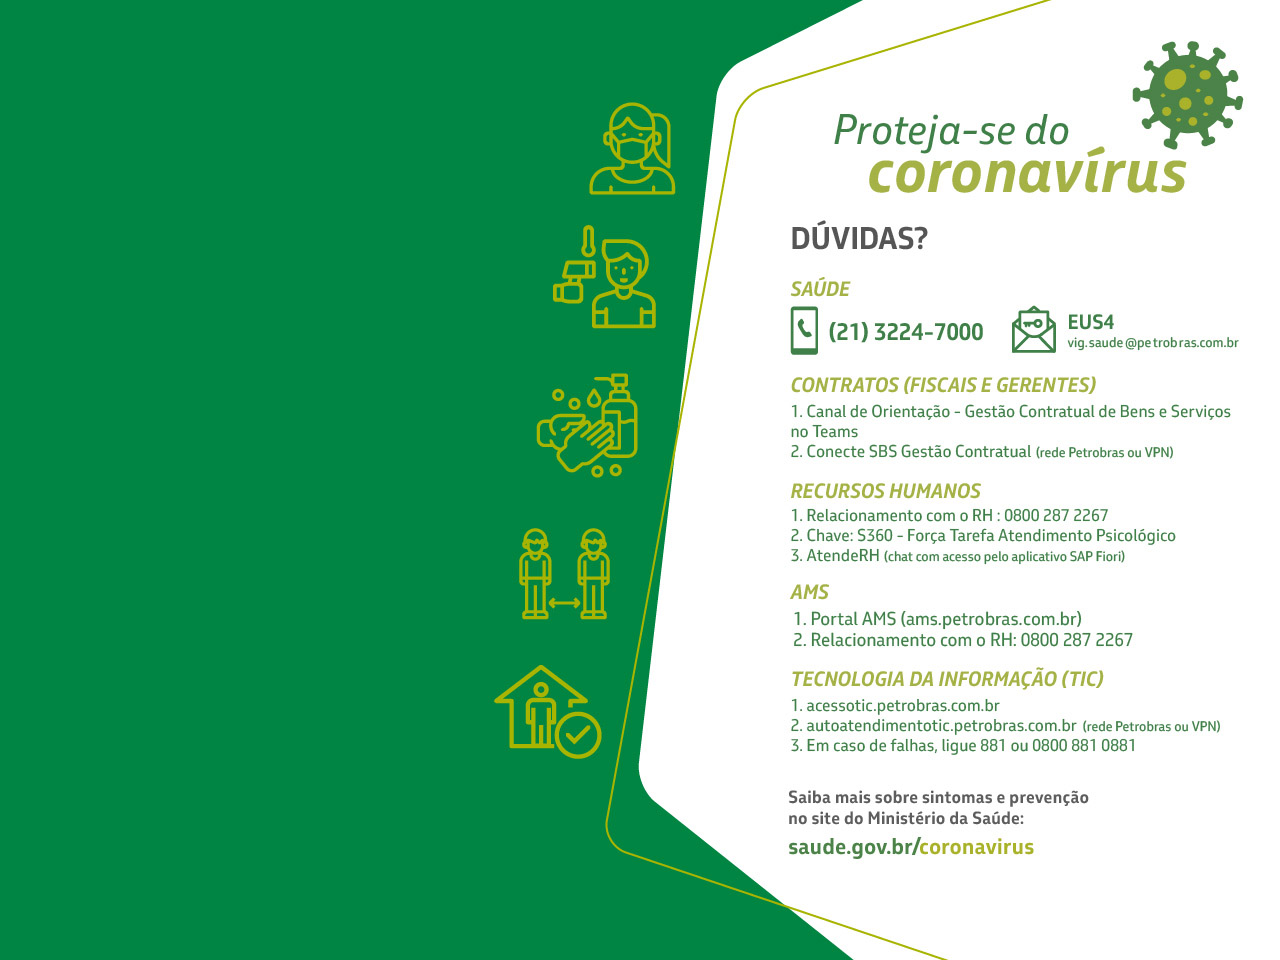 Proteja-se do
coronavírus
DÚVIDAS?
SAÚDE
(21) 3224-7000
EUS4
vig.saude@petrobras.com.br
CONTRATOS (FISCAIS E GERENTES)
1. Canal de Orientação - Gestão Contratual de Bens e Serviços
no Teams
2. Conecte SBS Gestão Contratual (rede Petrobras ou VPN)
RECURSOS HUMANOS
1. Relacionamento com o RH : 0800 287 2267
2. Chave: S360 - Força Tarefa Atendimento Psicológico
3. AtendeRH (chat com acesso pelo aplicativo SAP Fiori)
AMS
1. Portal AMS (ams.petrobras.com.br)
2. Relacionamento com o RH: 0800 287 2267
TECNOLOGIA DA INFORMAÇÃO (TIC)
1. acessotic.petrobras.com.br
2. autoatendimentotic.petrobras.com.br (rede Petrobras ou VPN)
3. Em caso de falhas, ligue 881 ou 0800 881 0881
Saiba mais sobre sintomas e prevenção
no site do Ministério da Saúde:
saude.gov.br/coronavirus